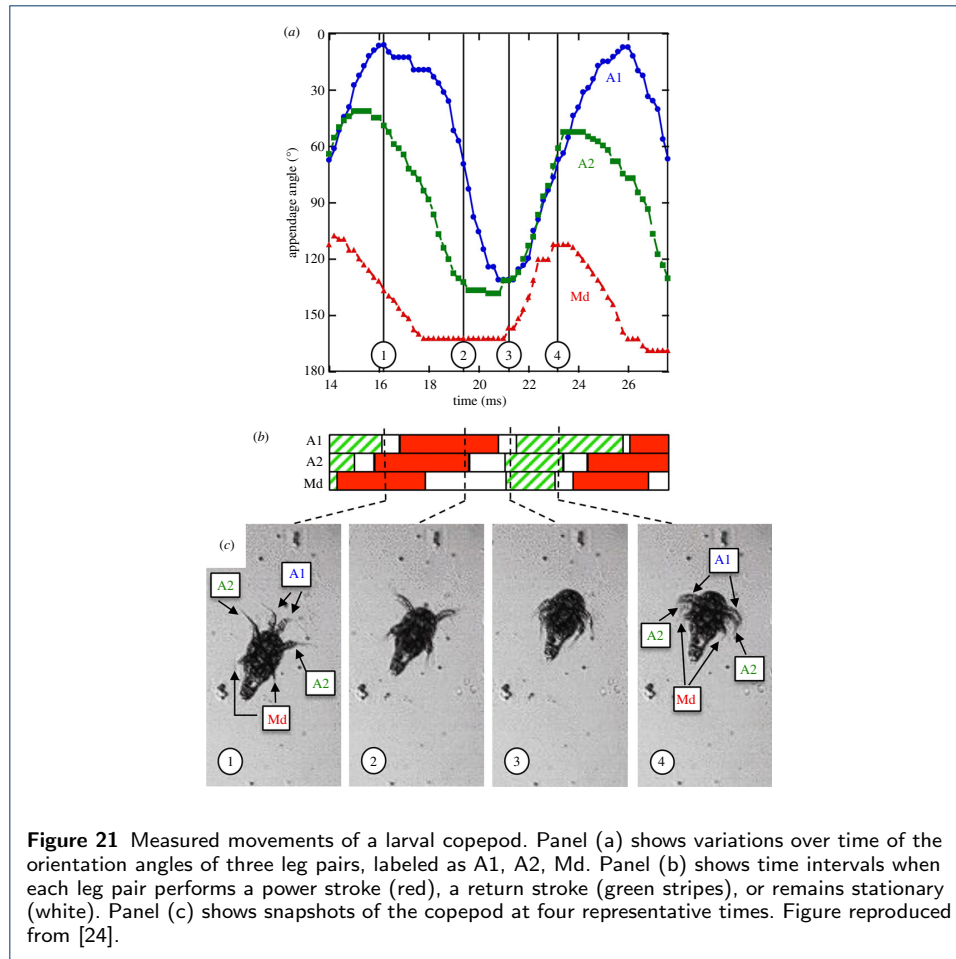 (a)
0
30
60
90
120
150
180
appendage angle (°)
A1
A2
Md
1
2
3
4
14
16
18
20
22
24
26
time (ms)
(b)
A1
A2
Md
(c)
A2
A1
A2
Md
1
2
3
A1
A2
A2
Md
4
Figure 21 Measured movements of a larval copepod. Panel (a) shows variations over time of the
orientation angles of three leg pairs, labeled as A1, A2, Md. Panel (b) shows time intervals when
each leg pair performs a power stroke (red), a return stroke (green stripes), or remains stationary
(white). Panel (c) shows snapshots of the copepod at four representative times. Figure reproduced
from [24].